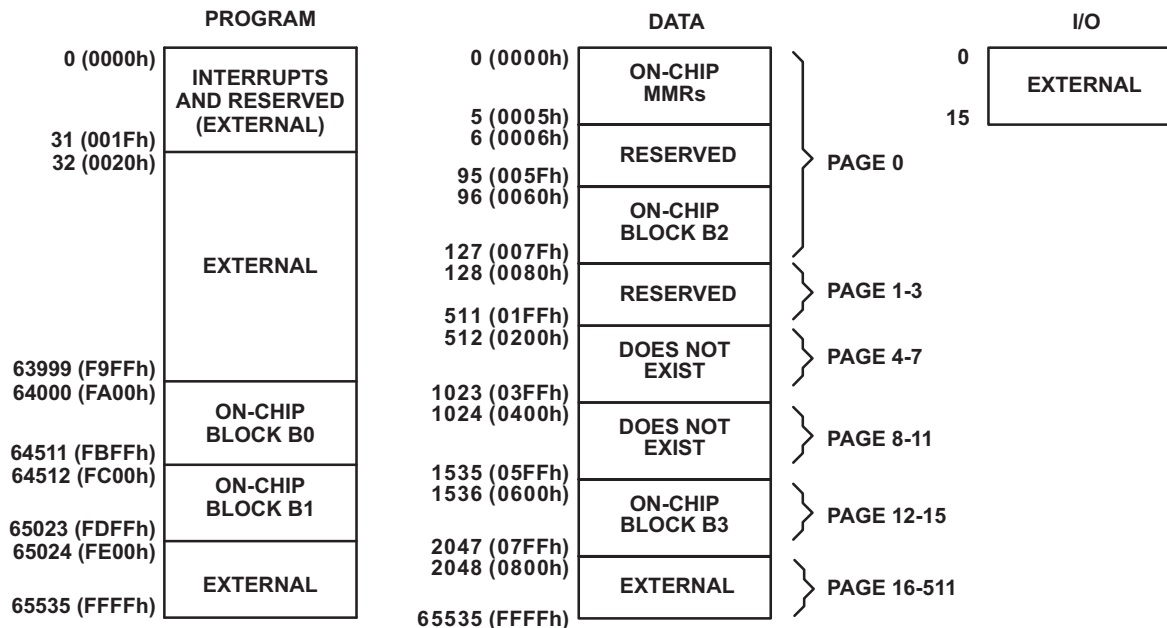 PROGRAM
0 (0000h)
INTERRUPTS
AND RESERVED
(EXTERNAL)
31 (001Fh)
32 (0020h)
EXTERNAL
63999 (F9FFh)
64000 (FA00h)
ON-CHIP
BLOCK B0
64511 (FBFFh)
64512 (FC00h)
ON-CHIP
BLOCK B1
65023 (FDFFh)
65024 (FE00h)
EXTERNAL
65535 (FFFFh)
DATA
0 (0000h)
ON-CHIP
MMRs
5 (0005h)
6 (0006h)
RESERVED
95 (005Fh)
96 (0060h)
ON-CHIP
BLOCK B2
127 (007Fh)
PAGE 0
128 (0080h)
RESERVED
PAGE 1-3
511 (01FFh)
512 (0200h)
DOES NOT
EXIST
PAGE 4-7
1023 (03FFh)
1024 (0400h)
DOES NOT
EXIST
PAGE 8-11
1535 (05FFh)
1536 (0600h)
ON-CHIP
BLOCK B3
PAGE 12-15
2047 (07FFh)
2048 (0800h)
EXTERNAL
PAGE 16-511
65535 (FFFFh)
I/O
0
EXTERNAL
15